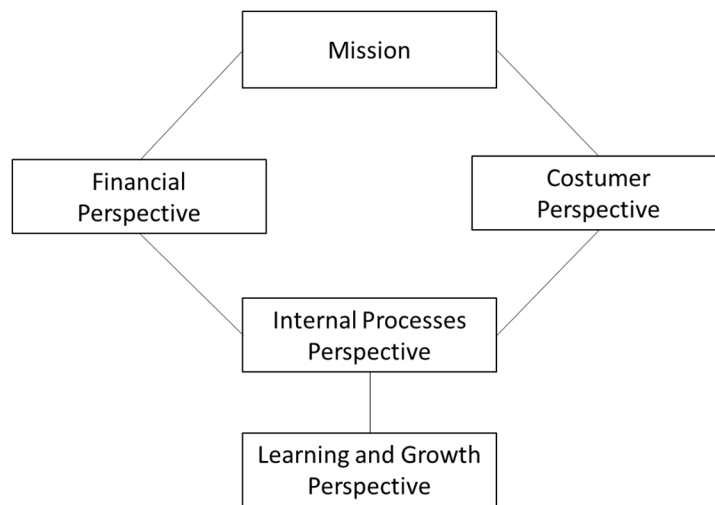 Mission
Financial
Perspective
Costumer
Perspective
Internal Processes
Perspective
Learning and Growth
Perspective